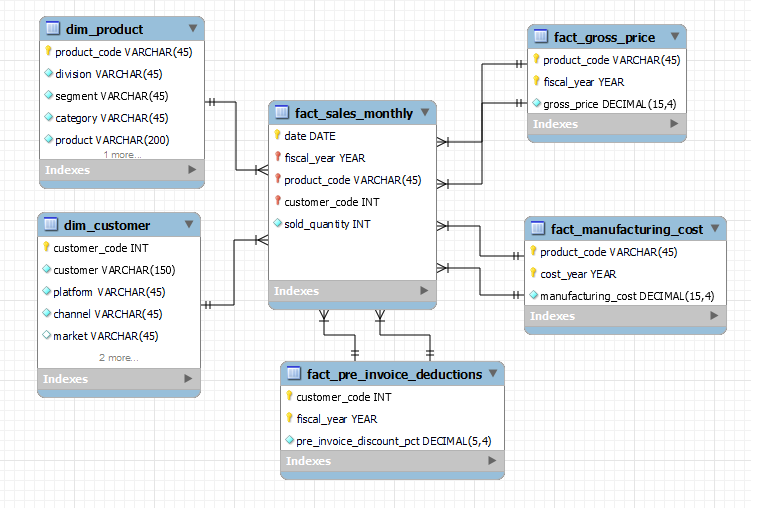 dim_product
product_code VARCHAR(45)
division VARCHAR(45)
segment VARCHAR(45)
category VARCHAR(45)
product VARCHAR(200)
1 more...
Indexes
dim_customer
customer_code INT
customer VARCHAR(150)
platform VARCHAR(45)
channel VARCHAR(45)
market VARCHAR(45)
2 more...
Indexes
fact_sales_monthly
date DATE
fiscal_year YEAR
product_code VARCHAR(45)
customer_code INT
sold_quantity INT
Indexes
fact_gross_price
product_code VARCHAR(45)
fiscal_year YEAR
gross_price DECIMAL(15,4)
Indexes
fact_manufacturing_cost
product_code VARCHAR(45)
cost_year YEAR
manufacturing_cost DECIMAL(15,4)
Indexes
fact_pre_invoice_deductions
customer_code INT
fiscal_year YEAR
pre_invoice_discount_pct DECIMAL(5,4)
Indexes